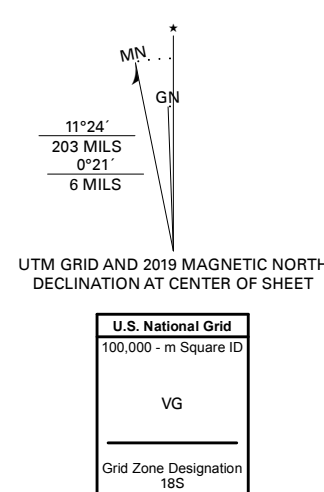 ★
MN
GN
11°24´
203 MILS
0°21´
6 MILS
UTM GRID AND 2019 MAGNETIC NORTH
DECLINATION AT CENTER OF SHEET
U.S. National Grid
100,000 - m Square ID
VG
Grid Zone Designation
18S